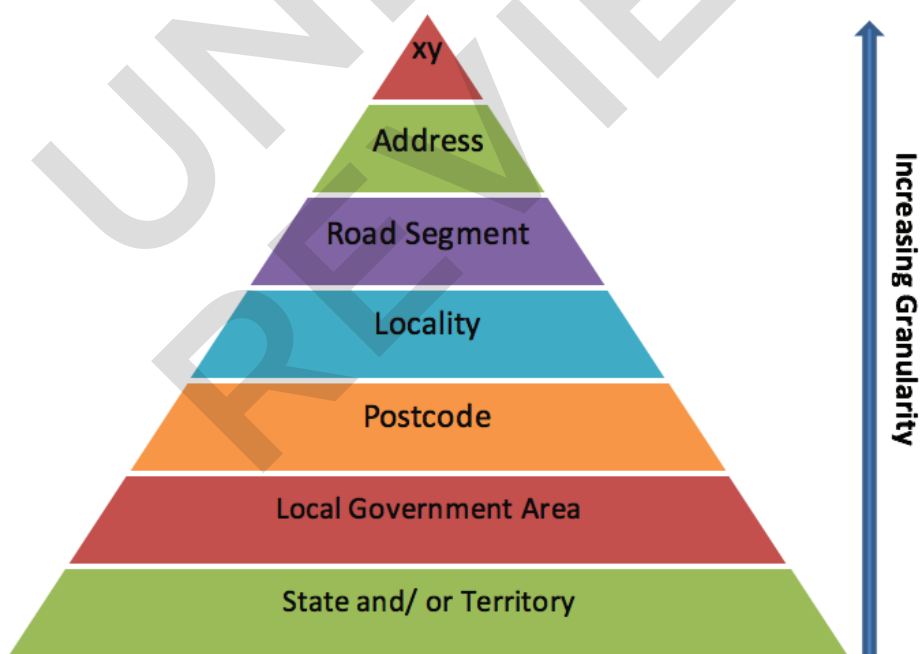 xy
Address
Road Segment
Locality
Postcode
Local Government Area
State and/ or Territory
Increasing Granularity